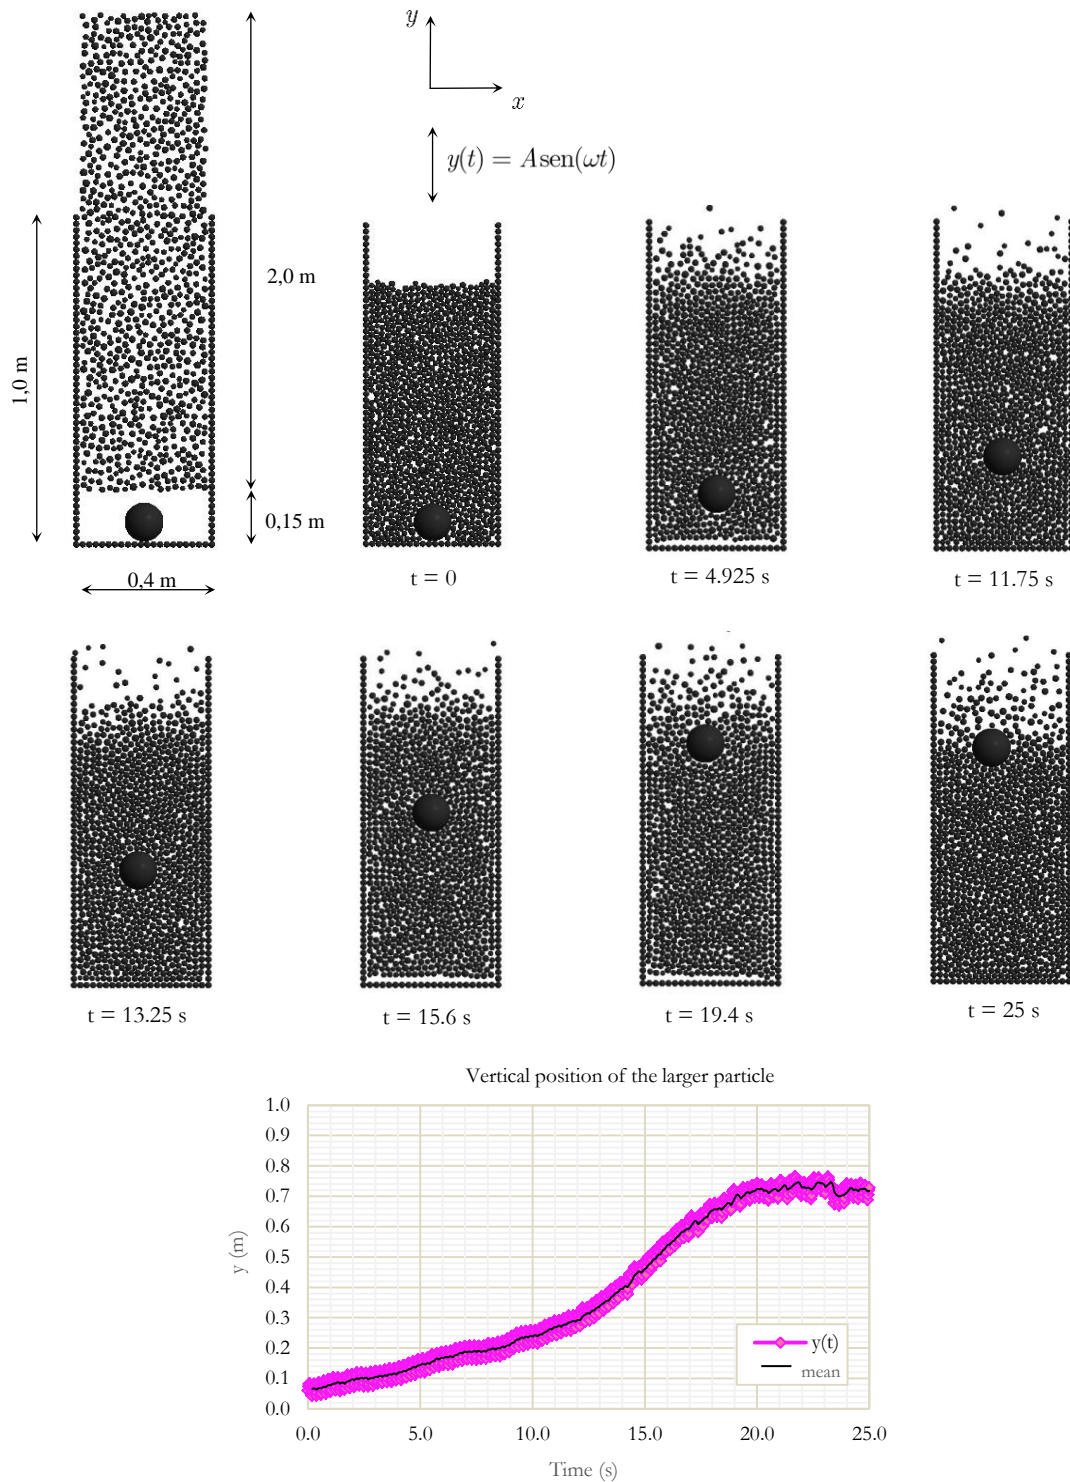 y
x
y(t) = A sen(ωt)
2,0 m
1,0 m
0,15 m
0,4 m
t = 0
t = 4.925 s
t = 11.75 s
t = 13.25 s
t = 15.6 s
t = 19.4 s
t = 25 s
Vertical position of the larger particle
1.0
0.9
0.8
0.7
0.6
0.5
0.4
0.3
0.2
0.1
0.0
y (m)
y(t)
mean
0.0 5.0 10.0 15.0 20.0 25.0
Time (s)